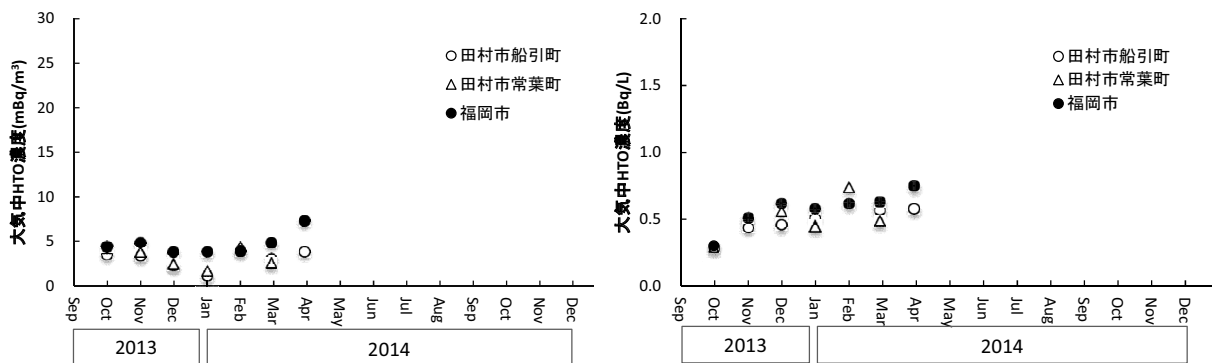 30
25
20
15
10
5
0
大気中HTO濃度(mBq/m³)
田村市船引町
田村市常葉町
福岡市
Sep Oct Nov Dec Jan Feb Mar Apr May Jun Jul Aug Sep Oct Nov Dec
2013 2014
2.0
1.5
1.0
0.5
0.0
大気中HTO濃度(Bq/L)
田村市船引町
田村市常葉町
福岡市
Sep Oct Nov Dec Jan Feb Mar Apr May Jun Jul Aug Sep Oct Nov Dec
2013 2014